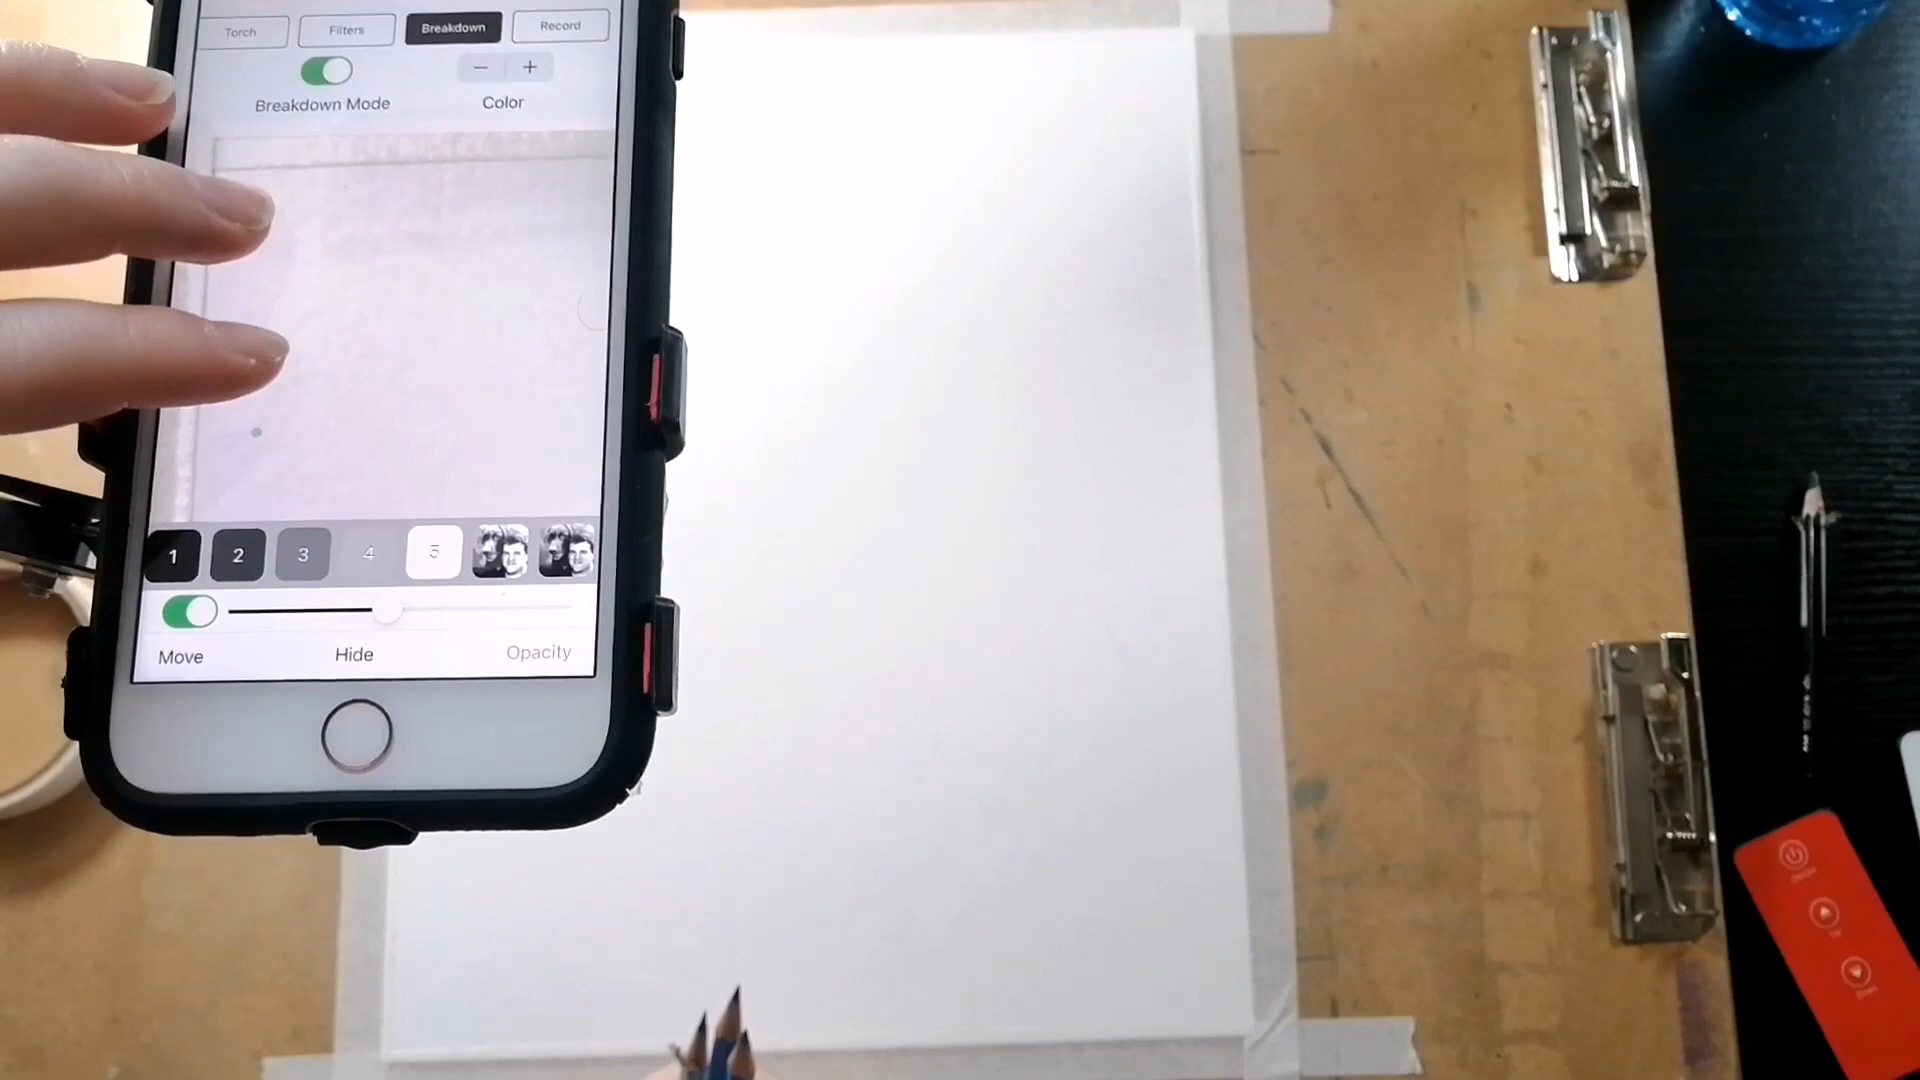 Torch Filters Breakdown Record
Breakdown Mode
Color
1 2 3 4 5
Move Hide Opacity